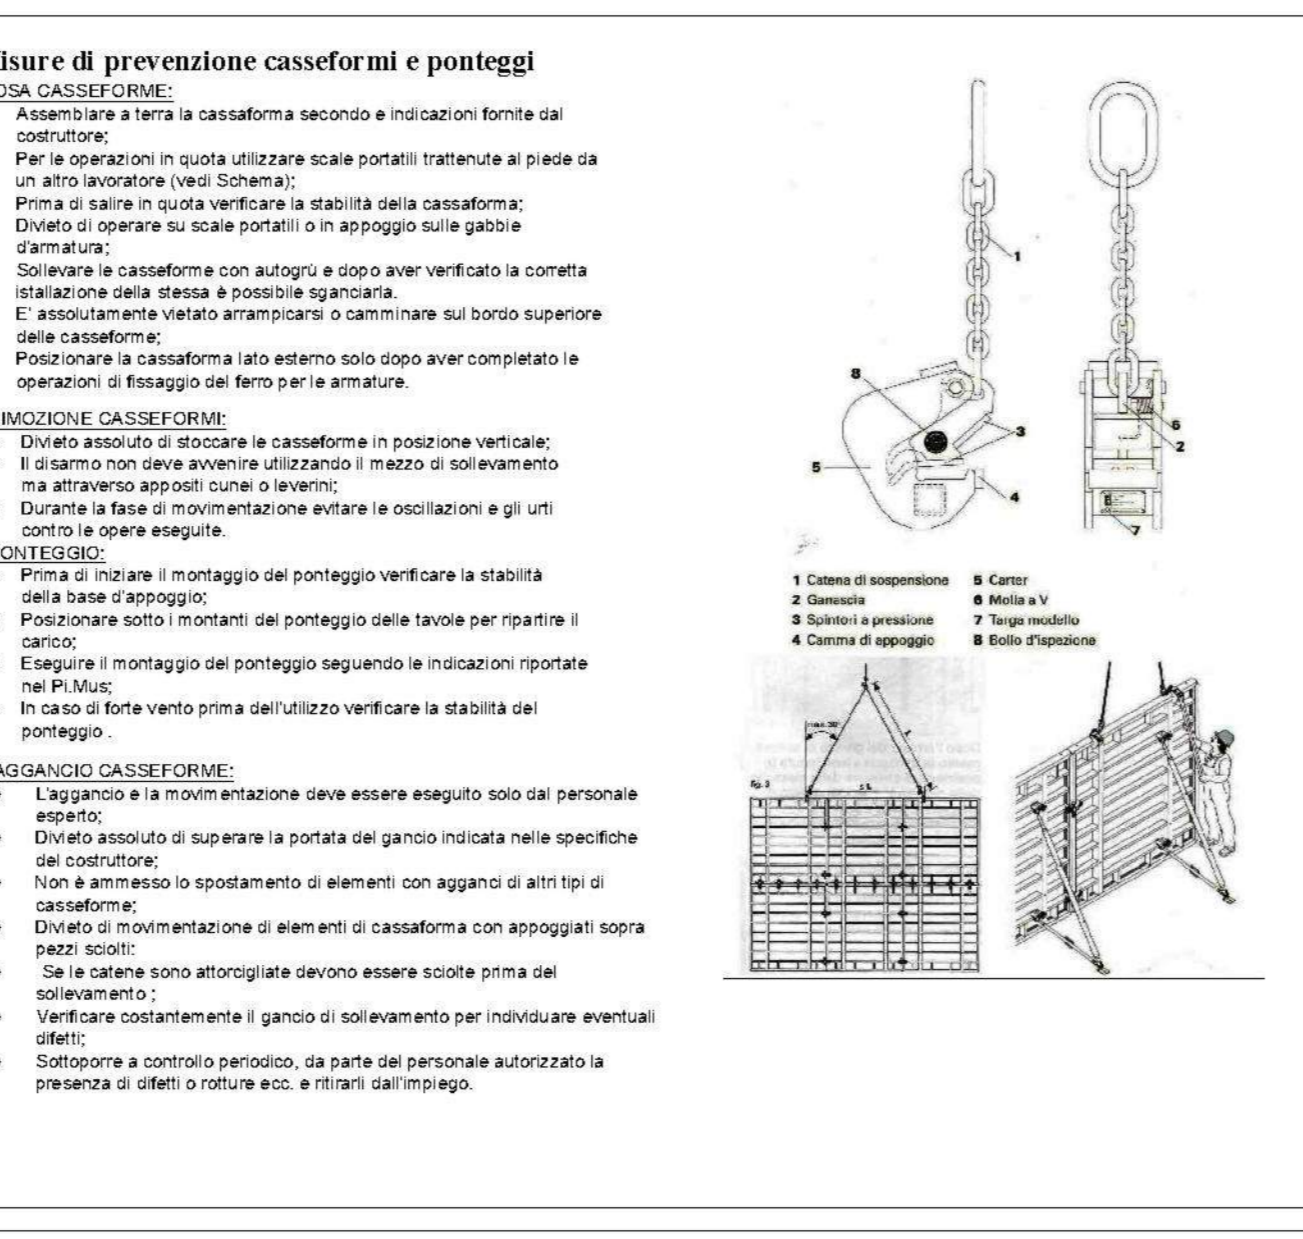 isure di prevenzione casseformi e ponteggi
OSA CASSEFORME:
Assemblare a terra la cassaforma secondo e indicazioni fornite dal
costruttore;
Per le operazioni in quota utilizzare scale portatili trattenute al piede da
un altro lavoratore (vedi Schema);
Prima di salire in quota verificare la stabilità della cassaforma;
Divieto di operare su scale portatili o in appoggio sulle gabbie
d'armatura;
Sollevare le casseforme con autogrù e dopo aver verificato la corretta
istallazione della stessa è possibile sganciarla.
E' assolutamente vietato arrampicarsi o camminare sul bordo superiore
delle casseforme;
Posizionare la cassaforma lato esterno solo dopo aver completato le
operazioni di fissaggio del ferro per le armature.
IMOZIONE CASSEFORMI:
Divieto assoluto di stoccare le casseforme in posizione verticale;
Il disarmo non deve avvenire utilizzando il mezzo di sollevamento
ma attraverso appositi cunei o leverini;
Durante la fase di movimentazione evitare le oscillazioni e gli urti
contro le opere eseguite.
ONTEGGIO:
Prima di iniziare il montaggio del ponteggio verificare la stabilità
della base d'appoggio;
Posizionare sotto i montanti del ponteggio delle tavole per ripartire il
carico;
Eseguire il montaggio del ponteggio seguendo le indicazioni riportate
nel Pi.Mus;
In caso di forte vento prima dell'utilizzo verificare la stabilità del
ponteggio .
AGGANCIO CASSEFORME:
L'aggancio e la movimentazione deve essere eseguito solo dal personale
esperto;
Divieto assoluto di superare la portata del gancio indicata nelle specifiche
del costruttore;
Non è ammesso lo spostamento di elementi con agganci di altri tipi di
casseforme;
Divieto di movimentazione di elementi di cassaforma con appoggiati sopra
pezzi sciolti:
Se le catene sono attorcigliate devono essere sciolte prima del
sollevamento ;
Verificare costantemente il gancio di sollevamento per individuare eventuali
difetti;
Sottoporre a controllo periodico, da parte del personale autorizzato la
presenza di difetti o rotture ecc. e ritirarli dall'impiego.
1
8
3
6
2
5
4
7
1 Catena di sospensione 5 Carter
2 Ganascia 6 Molla a V
3 Spintori a pressione 7 Targa modello
4 Camma di appoggio 8 Bollo d'ispezione
max. 30°
fig. 3